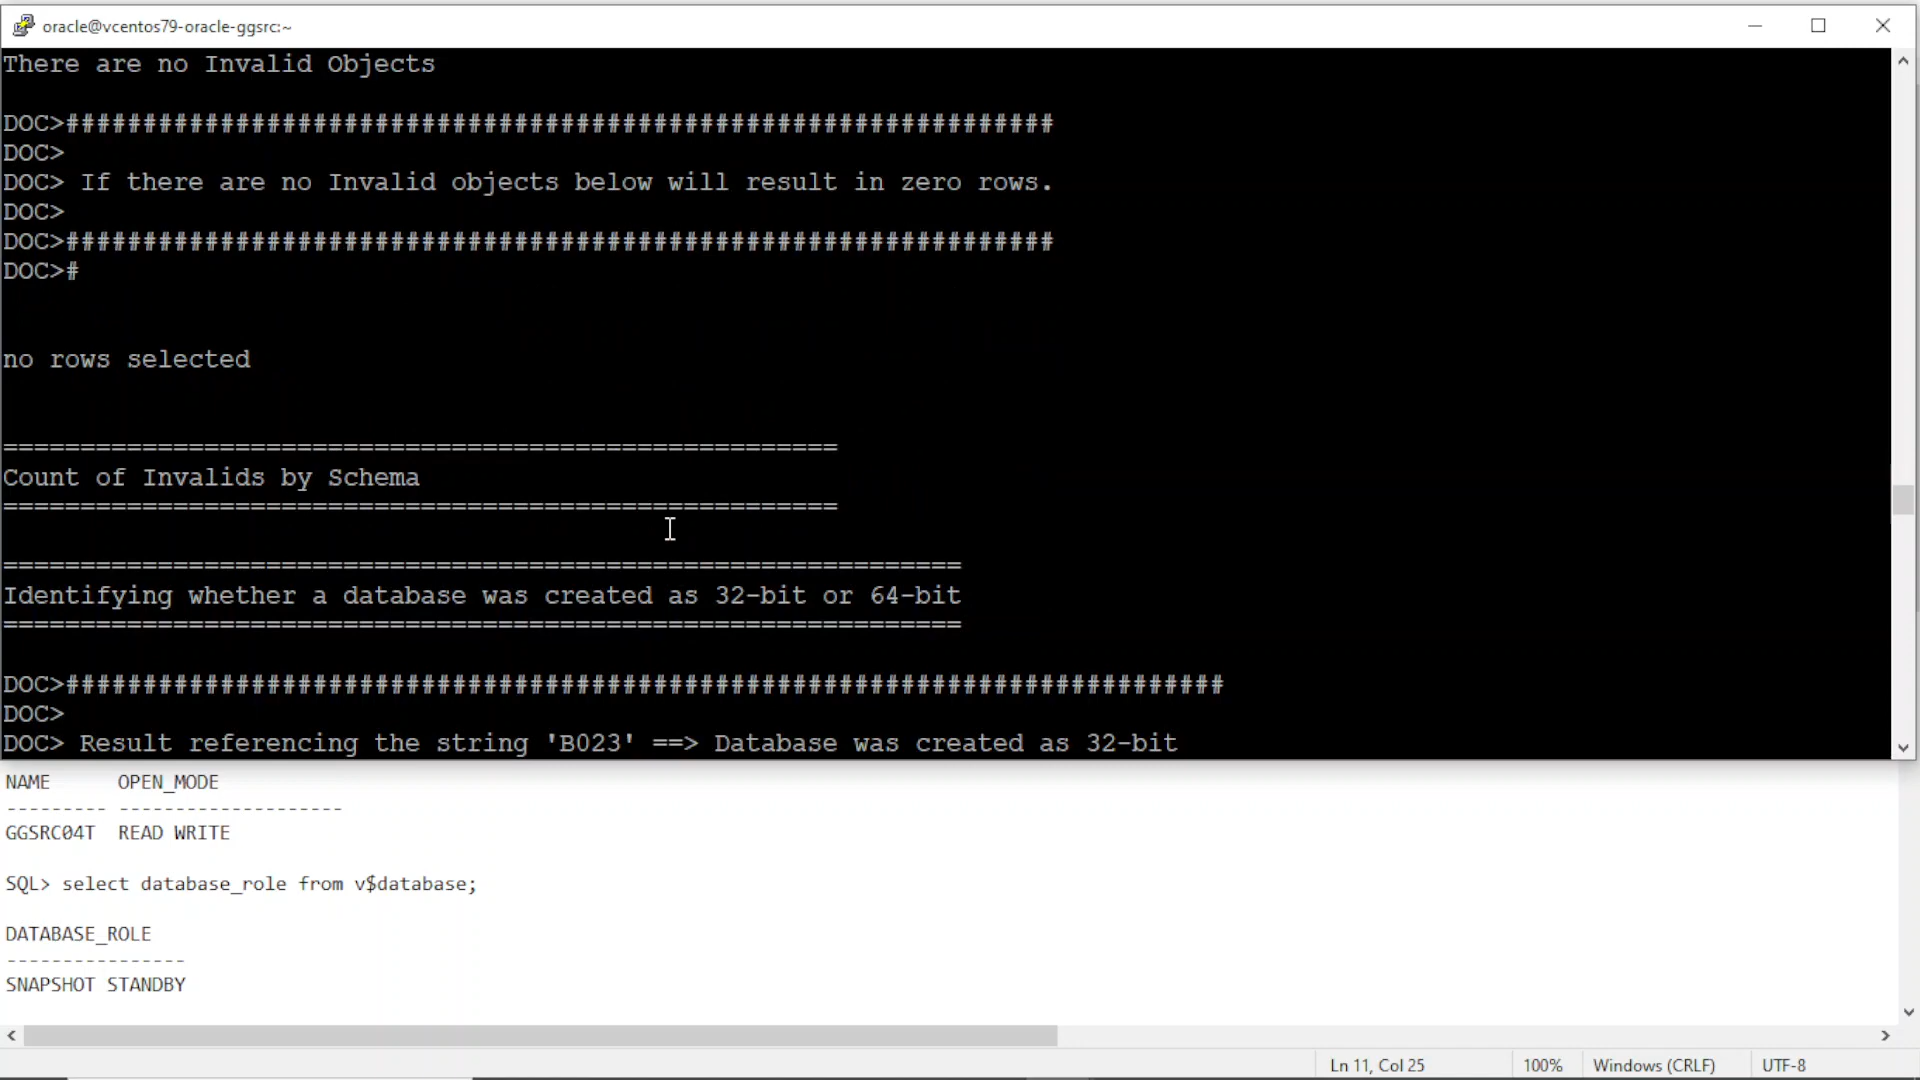 oracle@vcentos79-oracle-ggsrc:~
There are no Invalid Objects
DOC>################################################################
DOC>
DOC> If there are no Invalid objects below will result in zero rows.
DOC>
DOC>################################################################
DOC>#
no rows selected
======================================================
Count of Invalids by Schema
======================================================
==============================================================
Identifying whether a database was created as 32-bit or 64-bit
==============================================================
DOC>###########################################################################
DOC>
DOC> Result referencing the string 'B023' ==> Database was created as 32-bit
NAME      OPEN_MODE
--------- --------------------
GGSRC04T  READ WRITE
SQL> select database_role from v$database;
DATABASE_ROLE
----------------
SNAPSHOT STANDBY
Ln 11, Col 25 100% Windows (CRLF) UTF-8